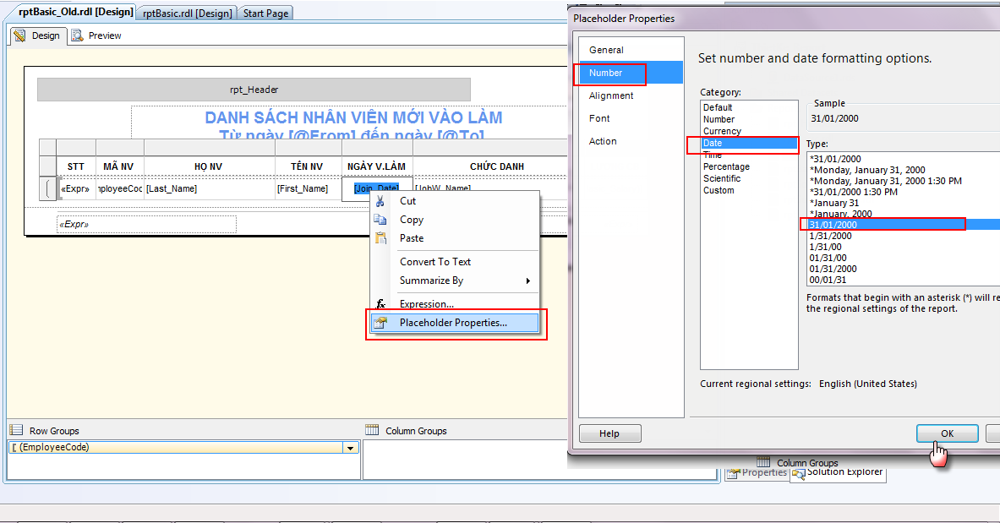 rptBasic_Old.rdl [Design]
rptBasic.rdl [Design]
Start Page
Design
Preview
rpt_Header
DANH SÁCH NHÂN VIÊN MỚI VÀO LÀM
Từ ngày [@From] đến ngày [@To]
STT
MÃ NV
HỌ NV
TÊN NV
NGÀY V.LÀM
CHỨC DANH
«Expr»
nployeeCod
[Last_Name]
[First_Name]
[Join_Date]
[JobW_Name]
«Expr»
Cut
Copy
Paste
Convert To Text
Summarize By
fx
Expression...
Placeholder Properties...
Row Groups
Column Groups
(EmployeeCode)
Placeholder Properties
General
Number
Alignment
Font
Action
Set number and date formatting options.
Category:
Default
Number
Currency
Date
Time
Percentage
Scientific
Custom
Sample
31/01/2000
Type:
*31/01/2000
*Monday, January 31, 2000
*Monday, January 31, 2000 1:30 PM
*31/01/2000 1:30 PM
*January 31
*January, 2000
31/01/2000
1/31/2000
1/31/00
01/31/00
01/31/2000
00/01/31
Formats that begin with an asterisk (*) will re
the regional settings of the report.
Current regional settings: English (United States)
Help
OK
Column Groups
Properties
Solution Explorer